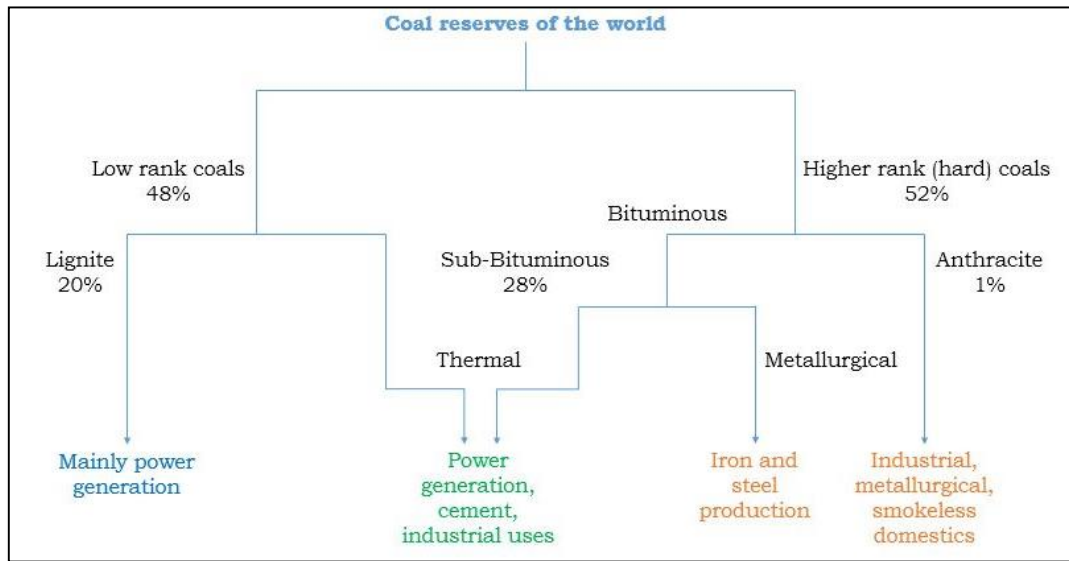 Coal reserves of the world
Low rank coals
48%
Higher rank (hard) coals
52%
Bituminous
Lignite
20%
Sub-Bituminous
28%
Anthracite
1%
Thermal
Metallurgical
Mainly power
generation
Power
generation,
cement,
industrial uses
Iron and
steel
production
Industrial,
metallurgical,
smokeless
domestics